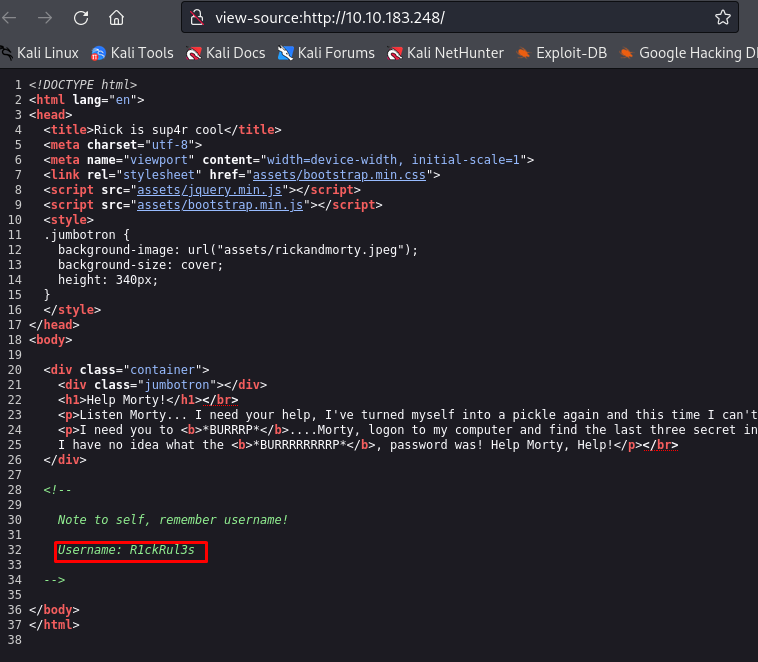 view-source:http://10.10.183.248/
Kali Linux Kali Tools Kali Docs Kali Forums Kali NetHunter Exploit-DB Google Hacking D
1 <!DOCTYPE html>
2 <html lang="en">
3 <head>
4 <title>Rick is sup4r cool</title>
5 <meta charset="utf-8">
6 <meta name="viewport" content="width=device-width, initial-scale=1">
7 <link rel="stylesheet" href="assets/bootstrap.min.css">
8 <script src="assets/jquery.min.js"></script>
9 <script src="assets/bootstrap.min.js"></script>
10 <style>
11 .jumbotron {
12 background-image: url("assets/rickandmorty.jpeg");
13 background-size: cover;
14 height: 340px;
15 }
16 </style>
17 </head>
18 <body>
19
20 <div class="container">
21 <div class="jumbotron"></div>
22 <h1>Help Morty!</h1></br>
23 <p>Listen Morty... I need your help, I've turned myself into a pickle again and this time I can't
24 <p>I need you to <b>*BURRRP*</b>....Morty, logon to my computer and find the last three secret in
25 I have no idea what the <b>*BURRRRRRRRP*</b>, password was! Help Morty, Help!</p></br>
26 </div>
27
28 <!--
29
30 Note to self, remember username!
31
32 Username: R1ckRul3s
33
34 -->
35
36 </body>
37 </html>
38